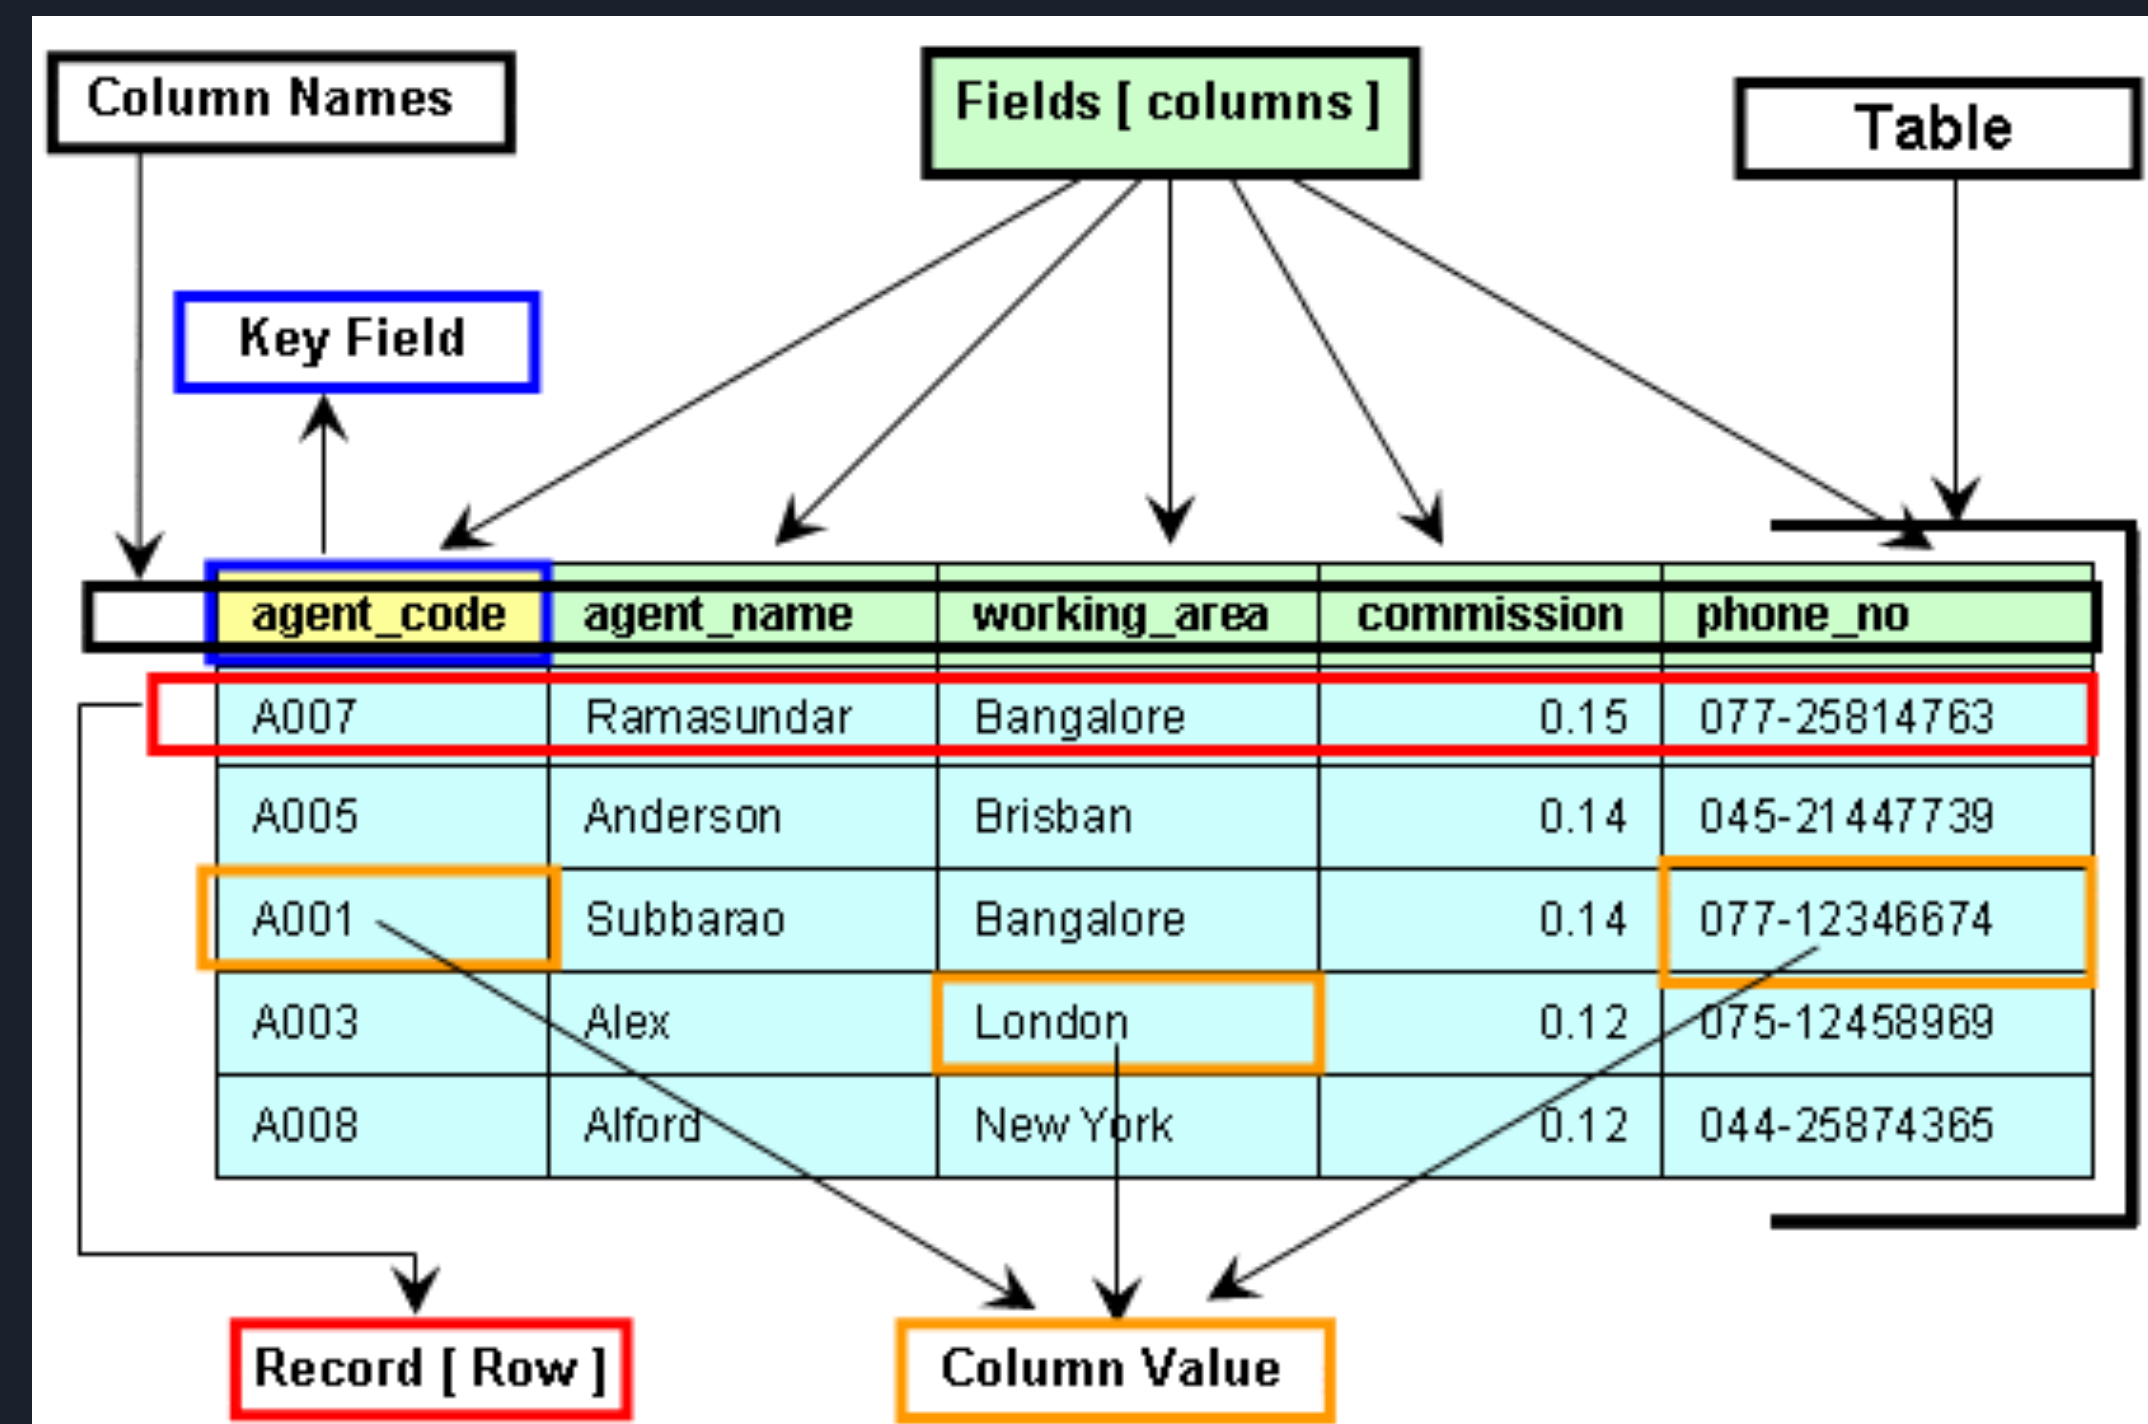 Column Names
Fields [ columns ]
Table
Key Field
agent_code agent_name working_area commission phone_no
A007 Ramasundar Bangalore 0.15 077-25814763
A005 Anderson Brisban 0.14 045-21447739
A001 Subbarao Bangalore 0.14 077-12346674
A003 Alex London 0.12 075-12458969
A008 Alford New York 0.12 044-25874365
Record [ Row ]
Column Value